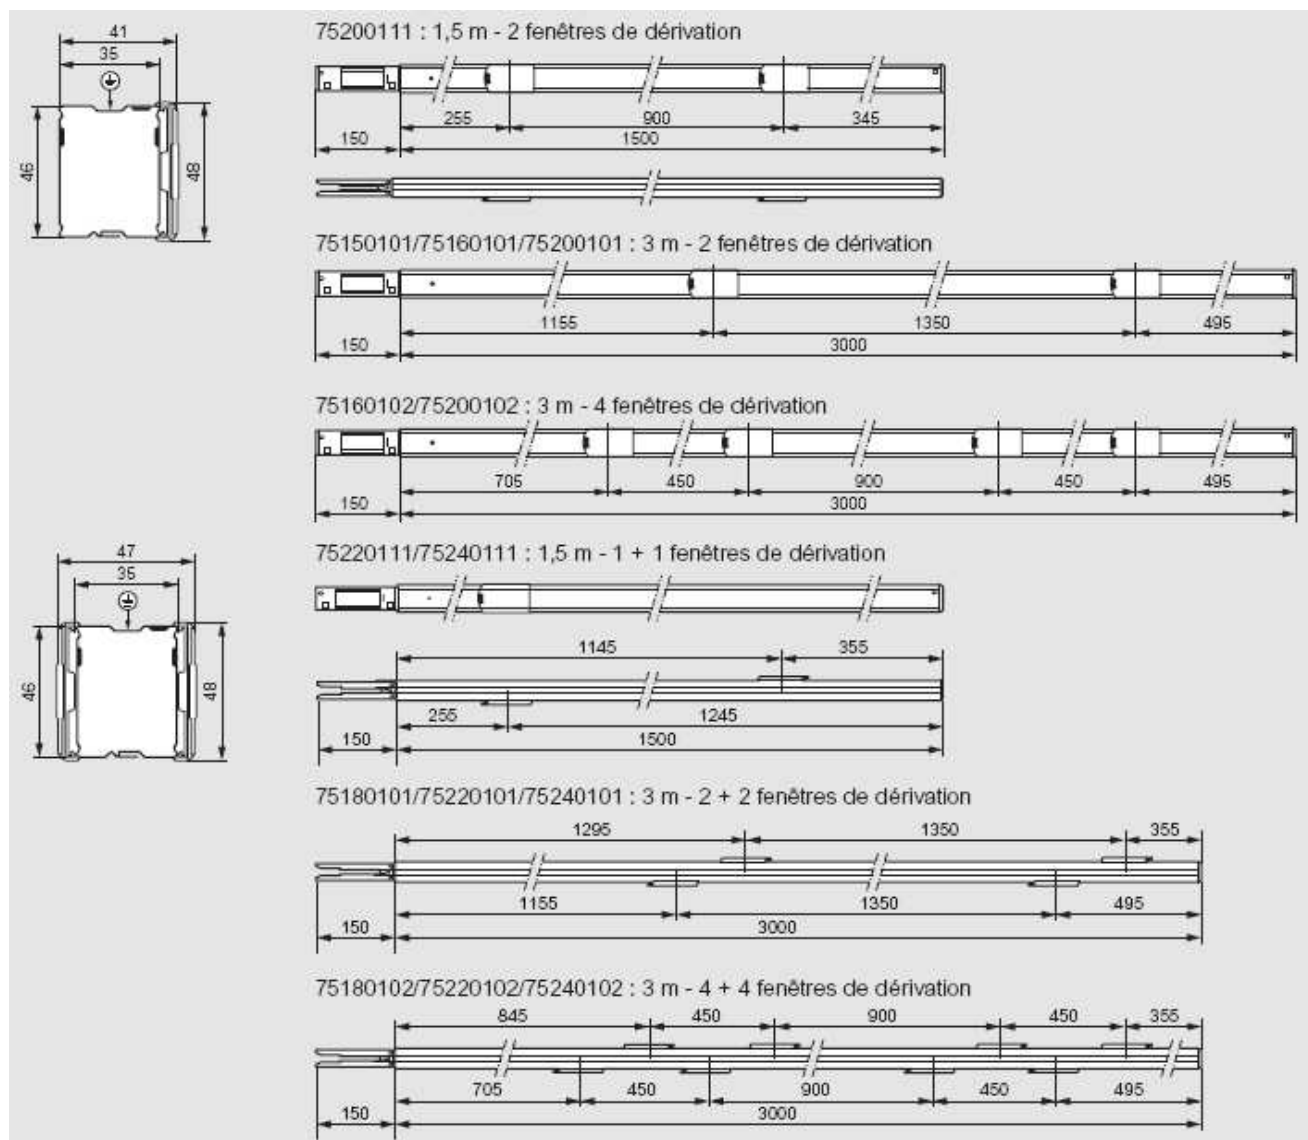 41
35
46
48
75200111 : 1,5 m - 2 fenêtres de dérivation
255 900 345
150 1500
75150101/75160101/75200101 : 3 m - 2 fenêtres de dérivation
1155 1350 495
150 3000
75160102/75200102 : 3 m - 4 fenêtres de dérivation
705 450 900 450 495
150 3000
47
35
46
48
75220111/75240111 : 1,5 m - 1 + 1 fenêtres de dérivation
1145 355
255 1245
150 1500
75180101/75220101/75240101 : 3 m - 2 + 2 fenêtres de dérivation
1295 1350 355
1155 1350 495
150 3000
75180102/75220102/75240102 : 3 m - 4 + 4 fenêtres de dérivation
845 450 900 450 355
705 450 900 450 495
150 3000